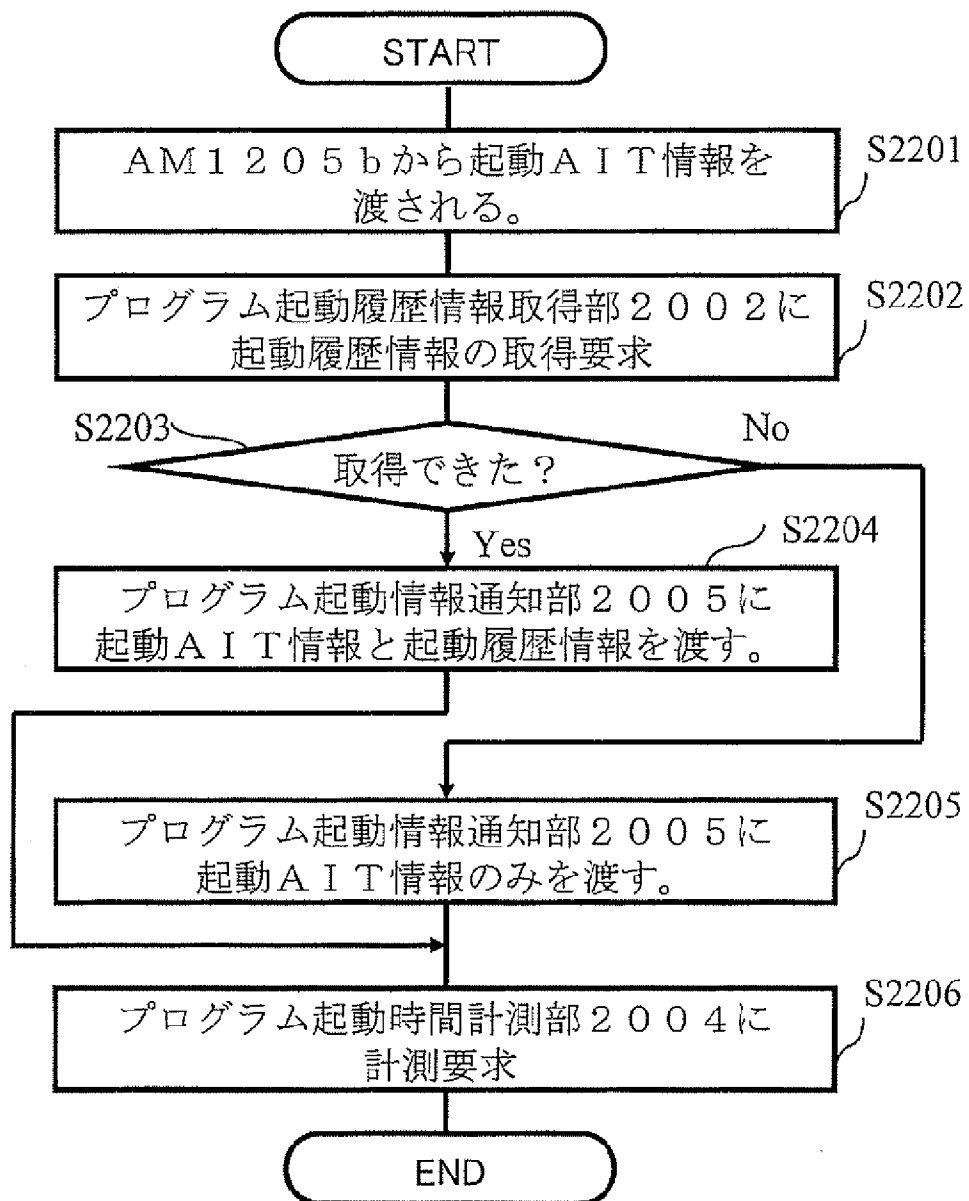 START
AM1205bから起動AIT情報を
渡される。
S2201
プログラム起動履歴情報取得部2002に
起動履歴情報の取得要求
S2202
S2203
取得できた?
No
Yes
S2204
プログラム起動情報通知部2005に
起動AIT情報と起動履歴情報を渡す。
プログラム起動情報通知部2005に
起動AIT情報のみを渡す。
S2205
プログラム起動時間計測部2004に
計測要求
S2206
END